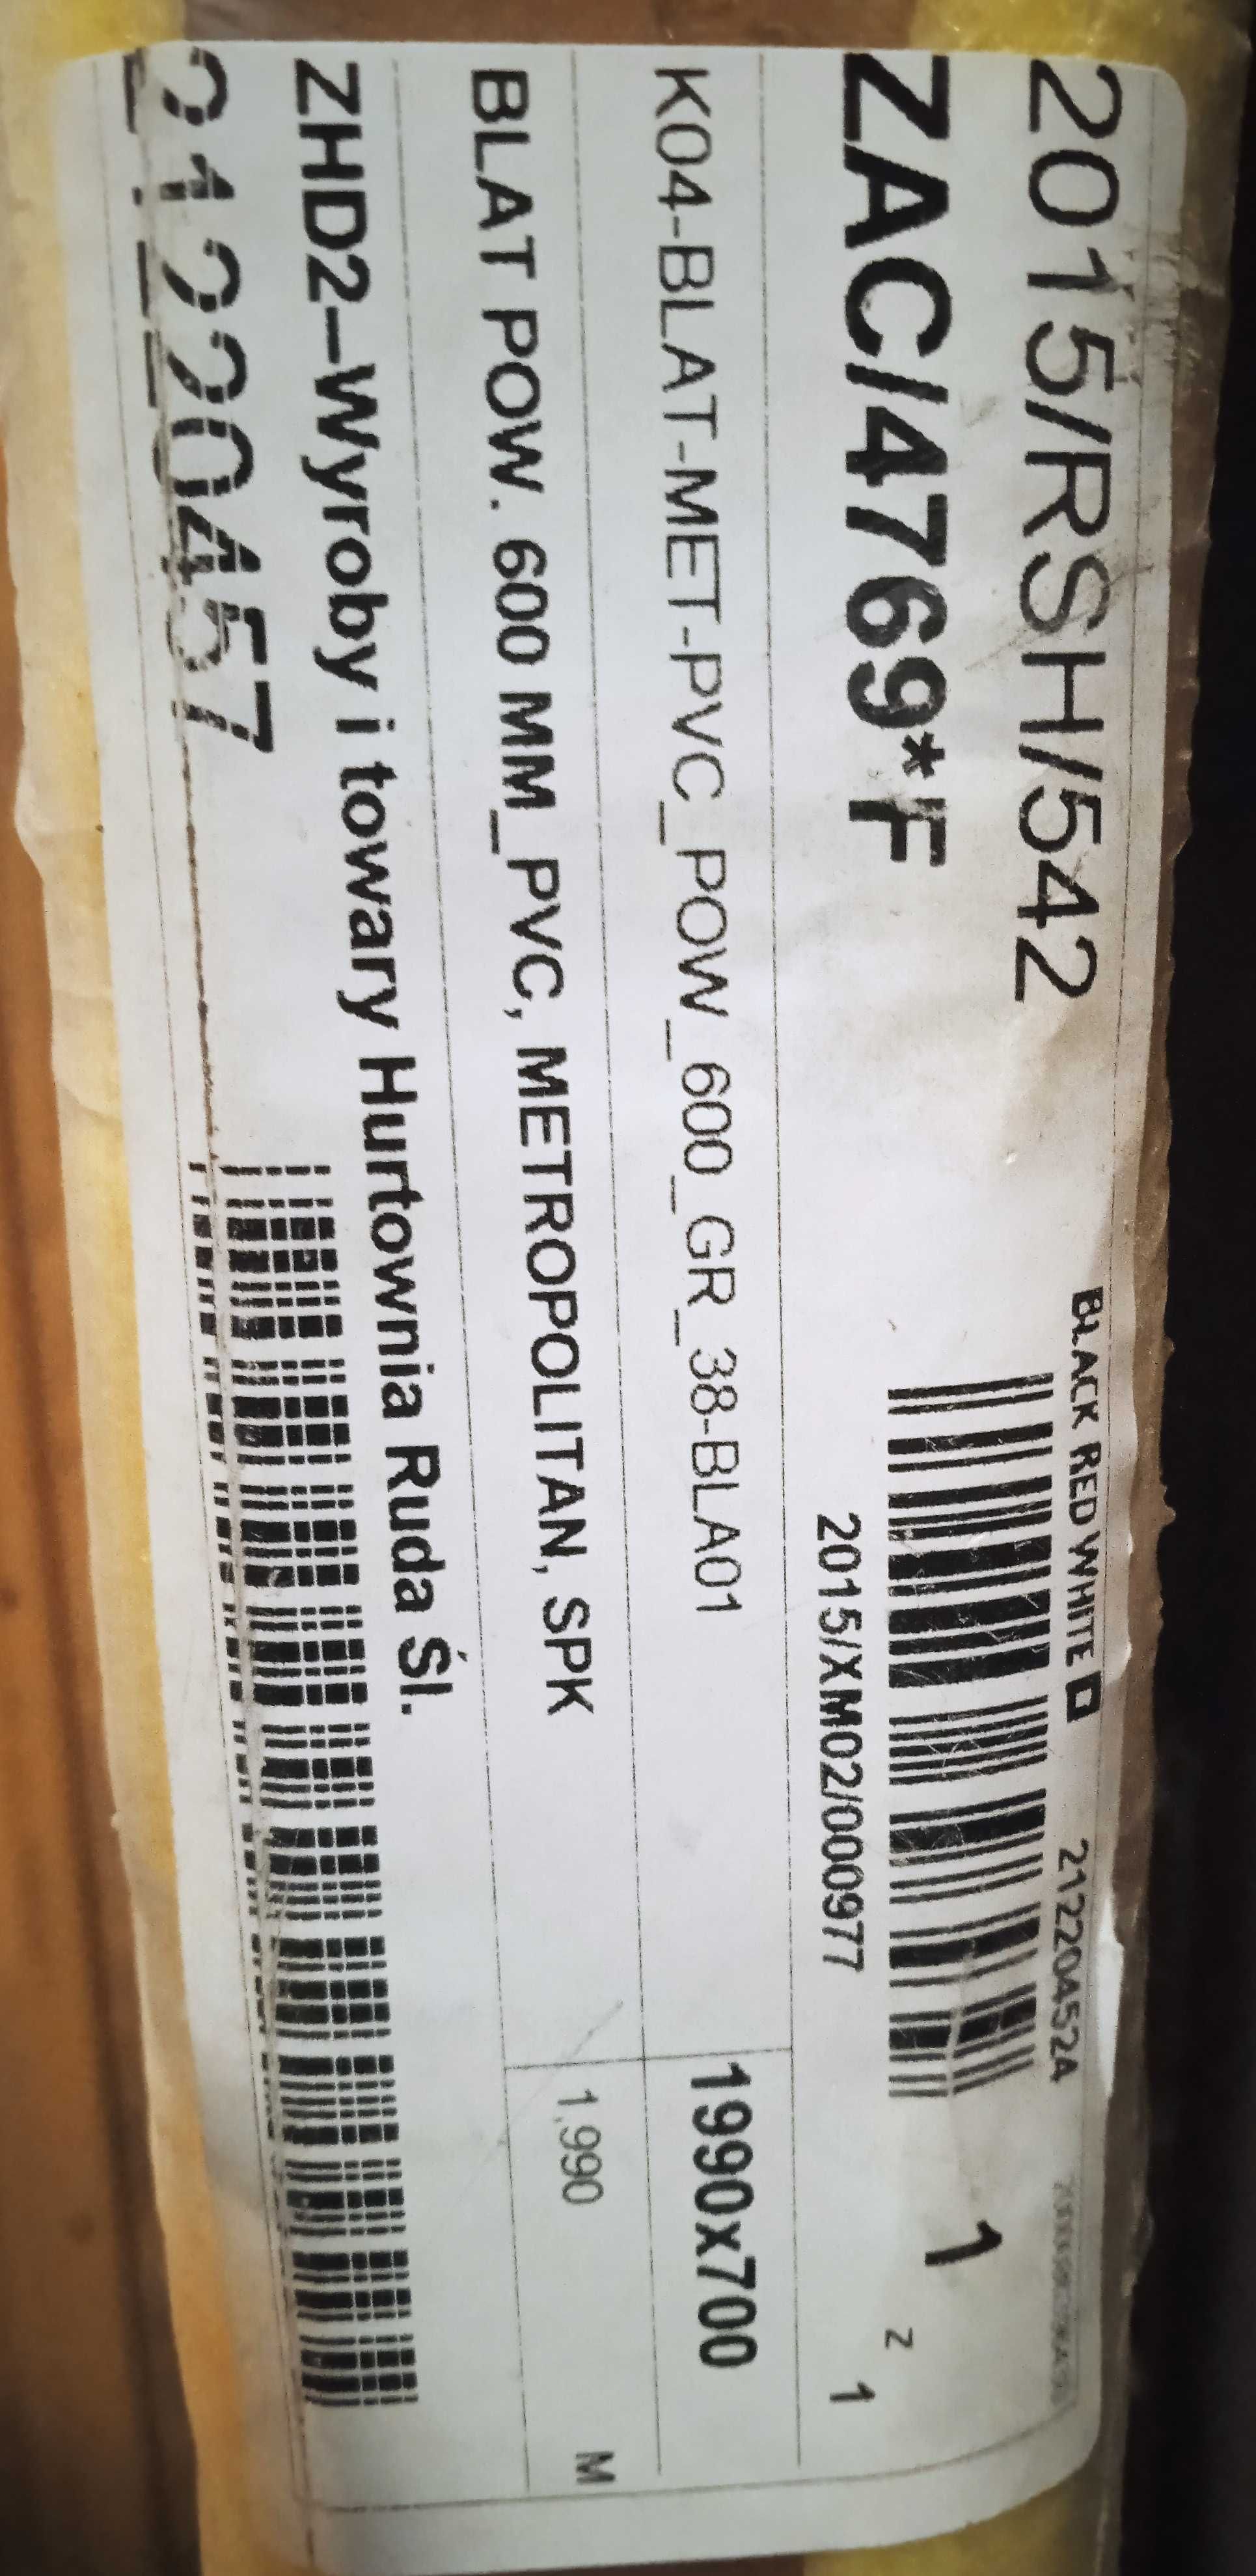 2015/RSH/542
BLACK RED WHITE
212204524
ZAC/4769*F
1
z
1
2015/XM02/000977
K04-BLAT-MET-PVC_POW_600_GR_38-BLA01
1990x700
BLAT POW. 600 MM_PVC, METROPOLITAN, SPK
1,990
M
ZHD2-Wyroby i towary Hurtownia Ruda Śl.
21220457